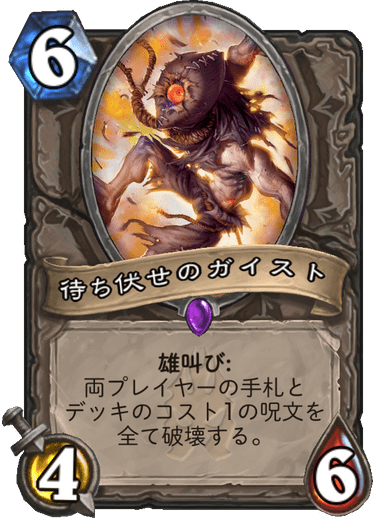 6
待ち伏せのガイスト
雄叫び:
両プレイヤーの手札と
デッキのコスト1の呪文を
全て破壊する。
4
6